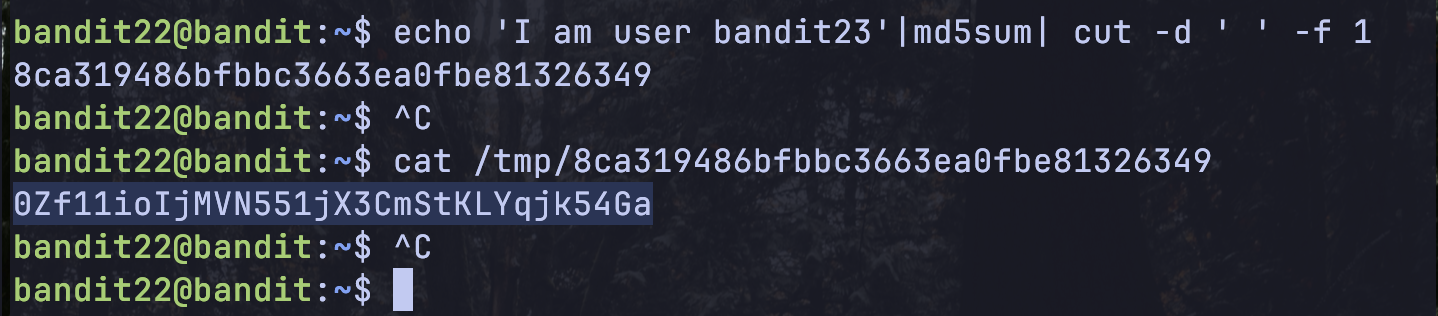 bandit22@bandit:~$ echo 'I am user bandit23'|md5sum| cut -d ' ' -f 1
8ca319486bfbbc3663ea0fbe81326349
bandit22@bandit:~$ ^C
bandit22@bandit:~$ cat /tmp/8ca319486bfbbc3663ea0fbe81326349
0Zf11ioIjMVN551jX3CmStKLYqjk54Ga
bandit22@bandit:~$ ^C
bandit22@bandit:~$